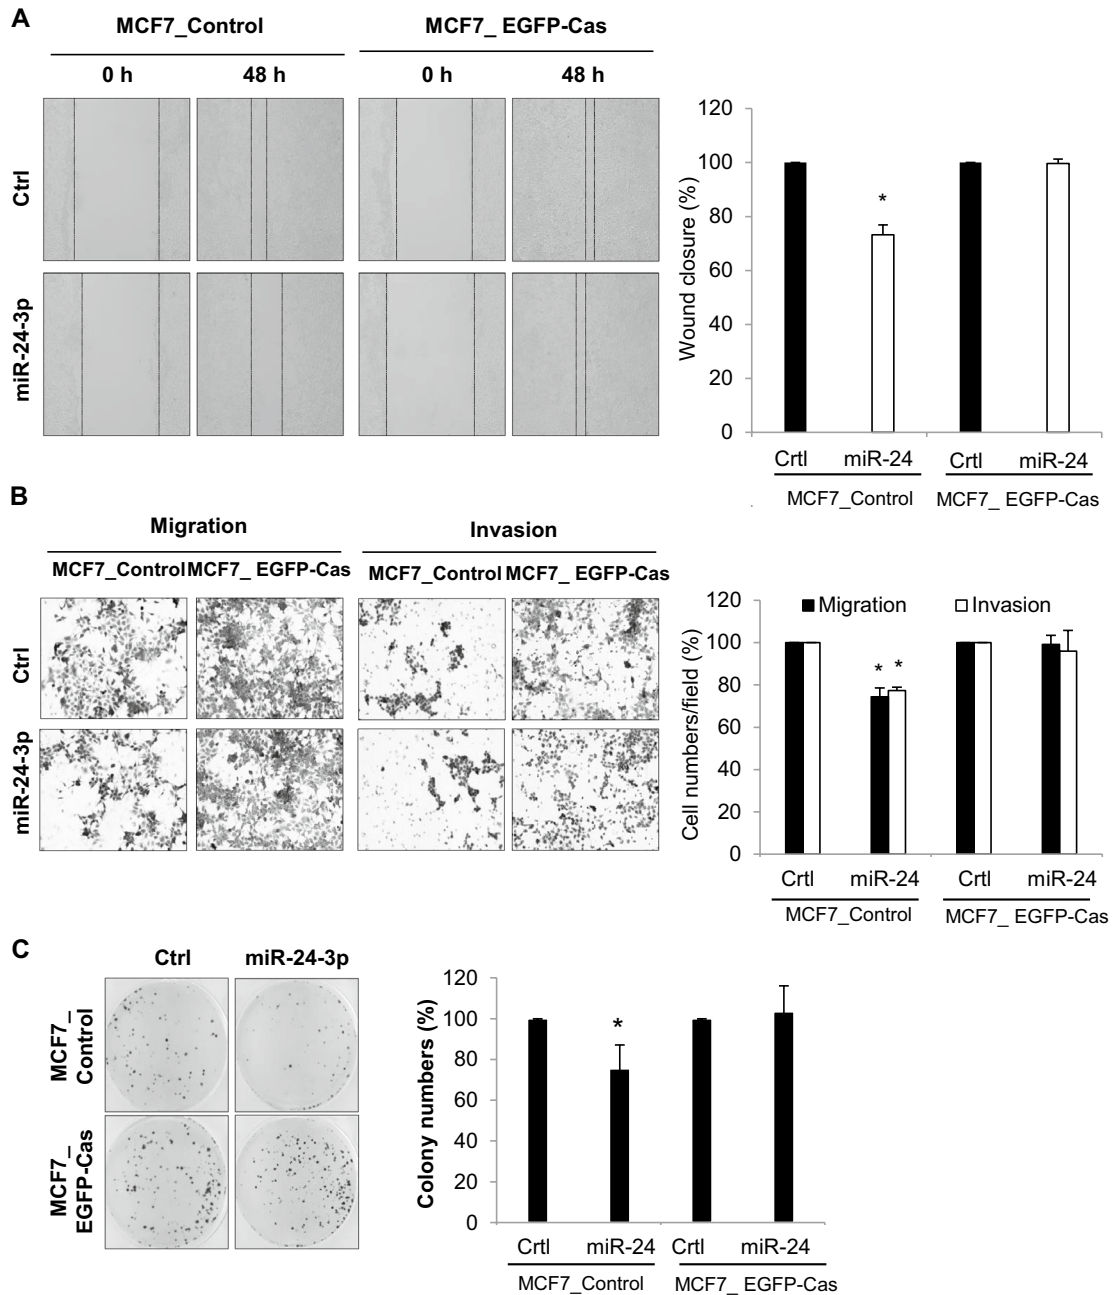 A
MCF7_Control
MCF7_ EGFP-Cas
0 h
48 h
0 h
48 h
Ctrl
miR-24-3p
Wound closure (%)
120
100
80
60
40
20
0
*
Crtl
miR-24
Crtl
miR-24
MCF7_Control
MCF7_ EGFP-Cas
B
Migration
Invasion
MCF7_Control
MCF7_ EGFP-Cas
MCF7_Control
MCF7_ EGFP-Cas
Ctrl
miR-24-3p
Cell numbers/field (%)
120
100
80
60
40
20
0
Migration
Invasion
* *
Crtl
miR-24
Crtl
miR-24
MCF7_Control
MCF7_ EGFP-Cas
C
Ctrl
miR-24-3p
MCF7_
Control
MCF7_
EGFP-Cas
Colony numbers (%)
120
100
80
60
40
20
0
*
Crtl
miR-24
Crtl
miR-24
MCF7_Control
MCF7_ EGFP-Cas